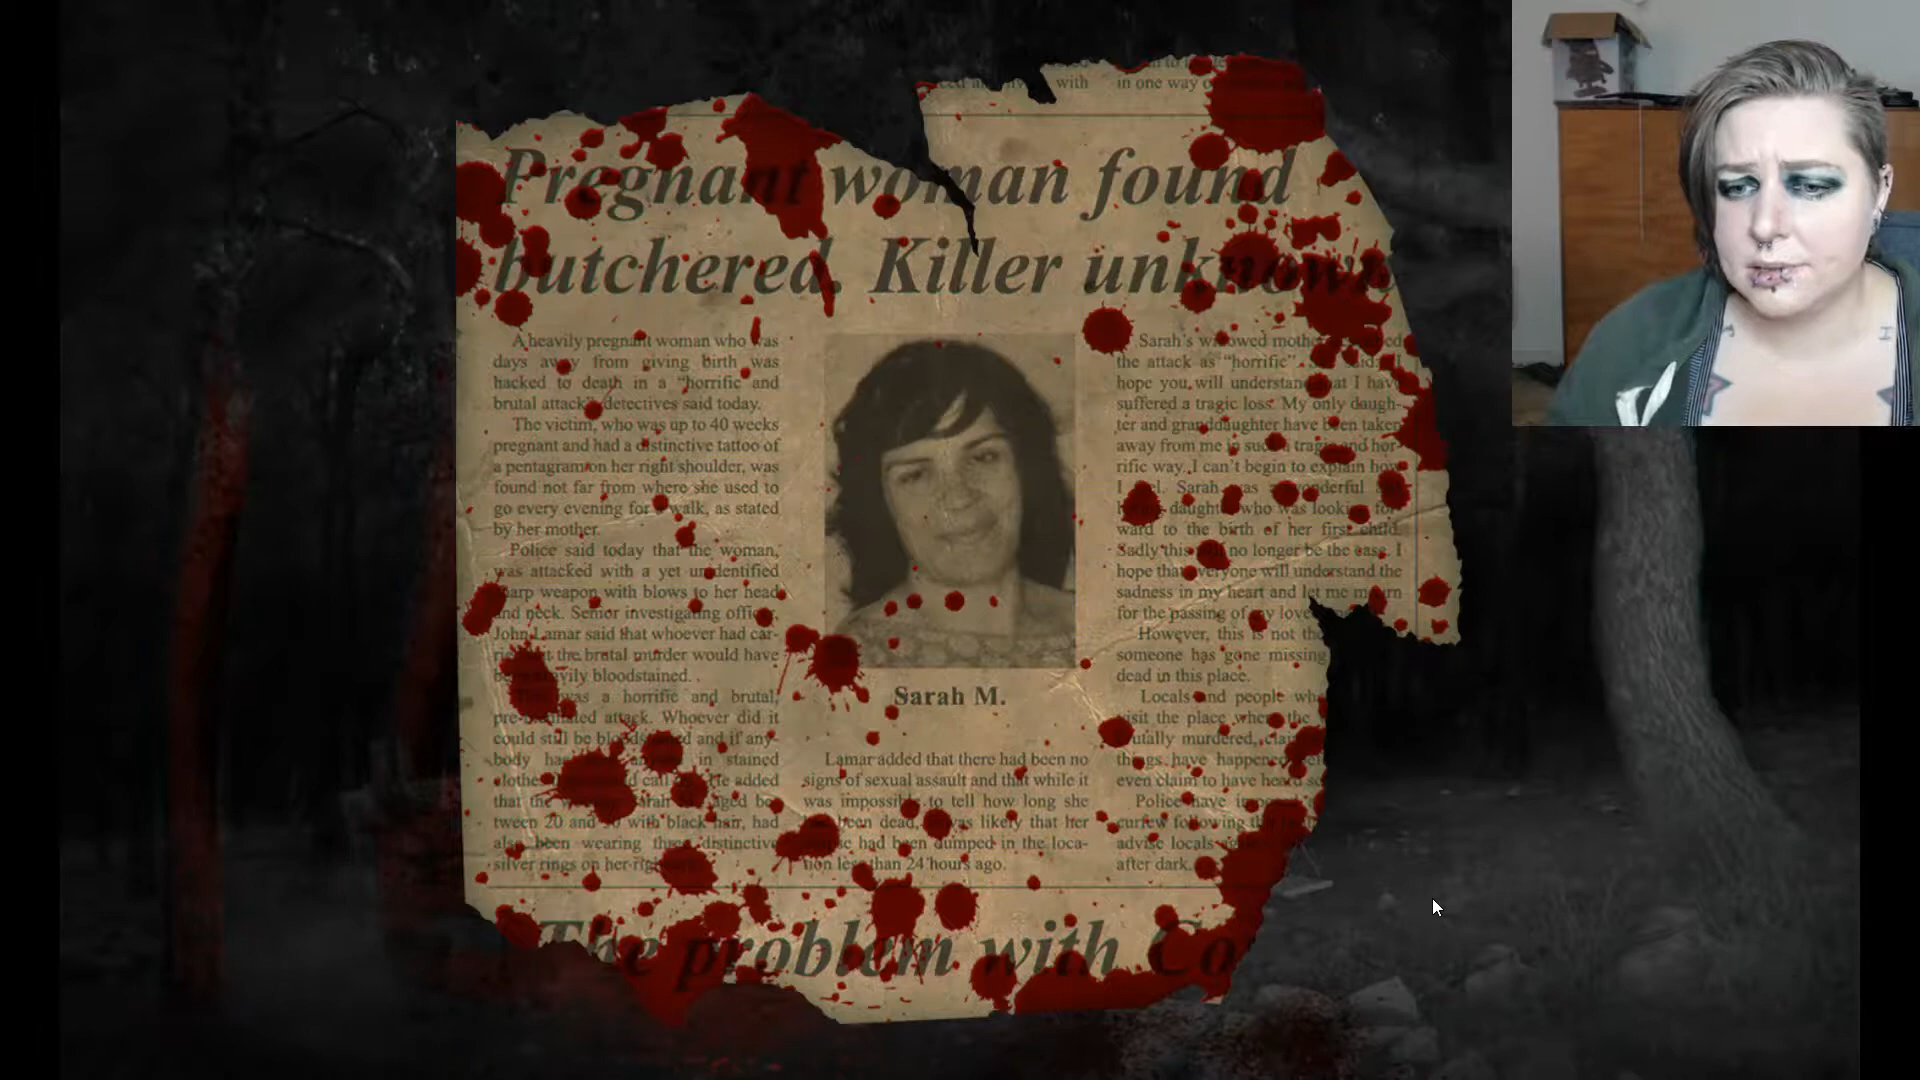 with in one way
Pregnant woman found
butchered. Killer unknown
A heavily pregnant woman who was
days away from giving birth was
hacked to death in a "horrific and
brutal attack", detectives said today.
The victim, who was up to 40 weeks
pregnant and had a distinctive tattoo of
a pentagram on her right shoulder, was
found not far from where she used to
go every evening for walk, as stated
by her mother.
Police said today that the woman,
was attacked with a yet unidentified
sharp weapon with blows to her head
and neck. Senior investigating officer,
John Lamar said that whoever had car-
the brutal murder would have
heavily bloodstained.
was a horrific and brutal,
attack. Whoever did it
could still be bloodstained and if any-
body in stained
clothes call He added
that the Sarah aged be-
tween 20 and with black hair, had
also been wearing three distinctive
silver rings on her
Sarah M.
Lamar added that there had been no
signs of sexual assault and that while it
was impossible to tell how long she
had been dead, was likely that her
had been dumped in the loca-
tion less than 24 hours ago.
Sarah's widowed mother
the attack as "horrific". said: "I
hope you will understand that I have
suffered a tragic loss. My only daugh-
ter and granddaughter have been taken
away from me in such a tragic and hor-
rific way. I can't begin to explain how
I feel. Sarah was wonderful
daughter who was looking for-
ward to the birth of her first child.
Sadly this no longer be the case. I
hope that everyone will understand the
sadness in my heart and let me mourn
for the passing of my
However, this is not
someone has gone missing
dead in this place.
Locals and people
visit the place where the
brutally murdered,
things have happened
even claim to have heard
Police have
curfew following
advise locals
after dark.
The problem with